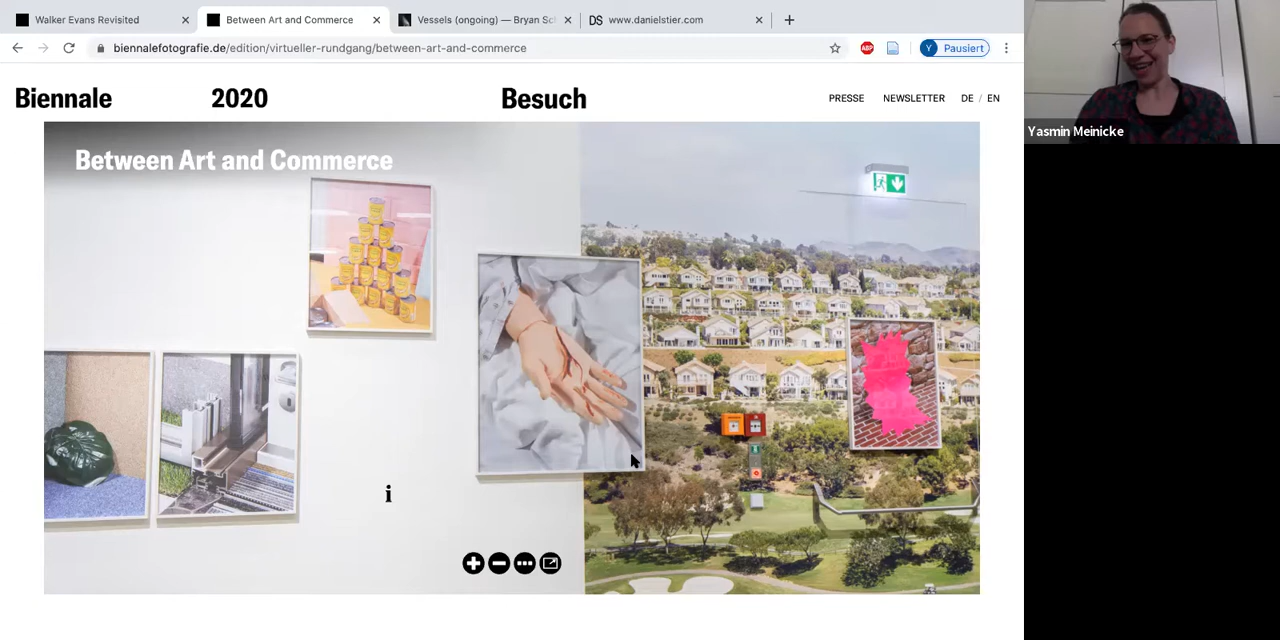 Walker Evans Revisited
Between Art and Commerce
Vessels (ongoing) — Bryan Sc
DS www.danielstier.com
biennalefotografie.de/edition/virtueller-rundgang/between-art-and-commerce
ABP
Y Pausiert
Biennale 2020 Besuch PRESSE NEWSLETTER DE / EN
Between Art and Commerce
i
Yasmin Meinicke